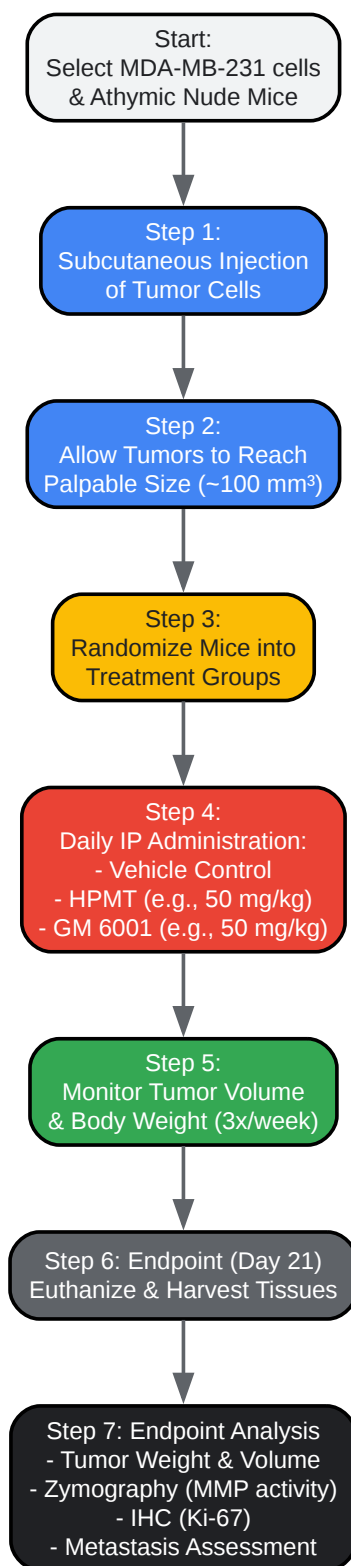 Start:
Select MDA-MB-231 cells
& Athymic Nude Mice
Step 1:
Subcutaneous Injection
of Tumor Cells
Step 2:
Allow Tumors to Reach
Palpable Size (~100 mm³)
Step 3:
Randomize Mice into
Treatment Groups
Step 4:
Daily IP Administration:
- Vehicle Control
- HPMT (e.g., 50 mg/kg)
- GM 6001 (e.g., 50 mg/kg)
Step 5:
Monitor Tumor Volume
& Body Weight (3x/week)
Step 6: Endpoint (Day 21)
Euthanize & Harvest Tissues
Step 7: Endpoint Analysis
- Tumor Weight & Volume
- Zymography (MMP activity)
- IHC (Ki-67)
- Metastasis Assessment